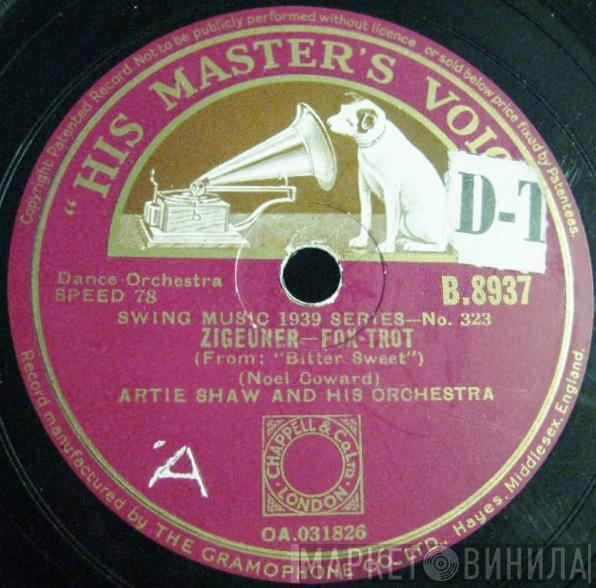 Copyright Patented Record. Not to be publicly performed without licence, or sold below price fixed by Patentees.
"HIS MASTER'S VOIC
D-T
Dance Orchestra
SPEED 78
B.8937
SWING MUSIC 1939 SERIES—No. 323
ZIGEUNER—FOX-TROT
(From: "Bitter Sweet")
(Noel Coward)
ARTIE SHAW AND HIS ORCHESTRA
A
CHAPPELL & Co. LTD
LONDON
OA.031826
Record manufactured by THE GRAMOPHONE CO. LTD., Hayes, Middlesex, England.
МАРКЕТ ВИНИЛА